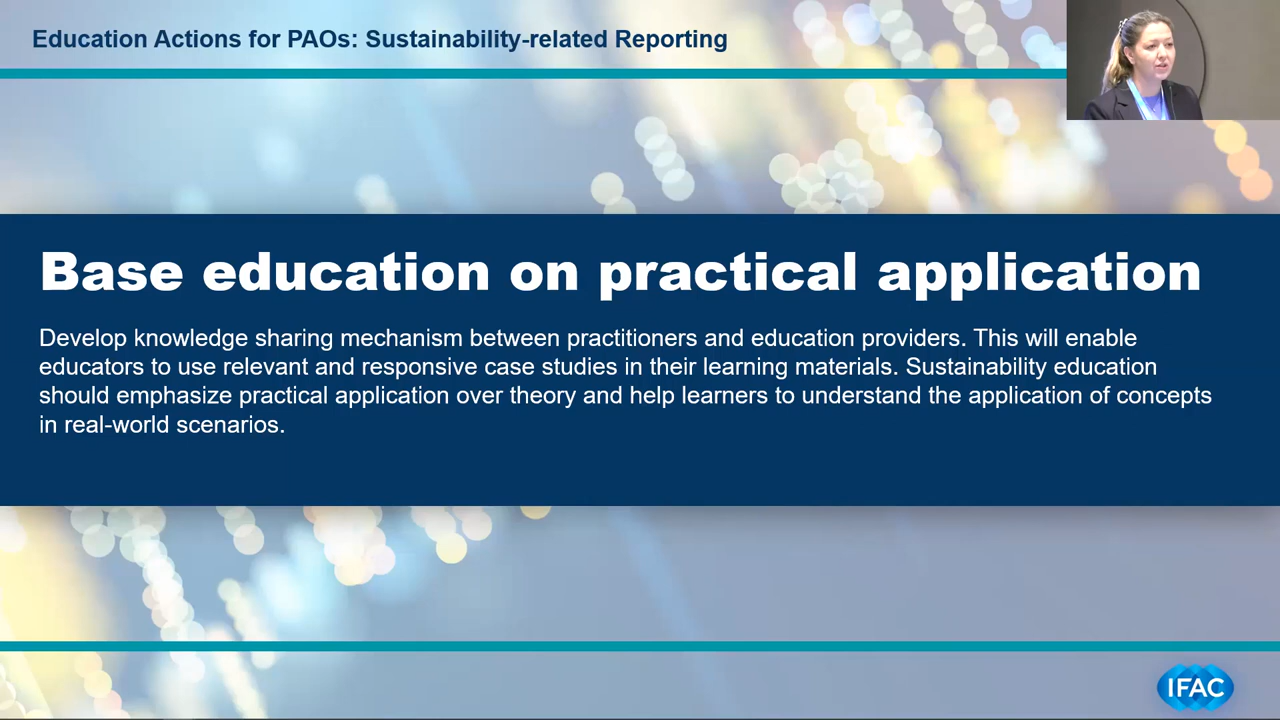 Education Actions for PAOs: Sustainability-related Reporting
Base education on practical application
Develop knowledge sharing mechanism between practitioners and education providers. This will enable
educators to use relevant and responsive case studies in their learning materials. Sustainability education
should emphasize practical application over theory and help learners to understand the application of concepts
in real-world scenarios.
IFAC